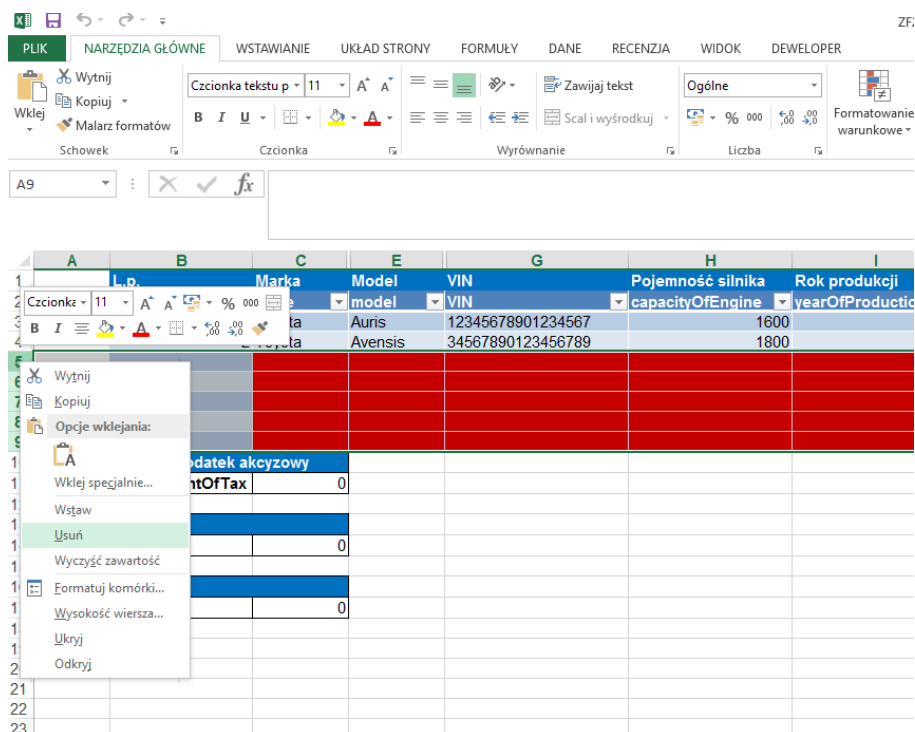 ZFZ
PLIK NARZĘDZIA GŁÓWNE WSTAWIANIE UKŁAD STRONY FORMUŁY DANE RECENZJA WIDOK DEWELOPER
Wklej
Wytnij
Kopiuj
Malarz formatów
Schowek
Czcionka tekstu p 11
B I U
Czcionka
Zawijaj tekst
Scal i wyśrodkuj
Wyrównanie
Ogólne
% 000
Liczba
Formatowanie
warunkowe
A9
fx
A B C E G H I
1 L.p. Marka Model VIN Pojemność silnika Rok produkcji
model VIN capacityOfEngine yearOfProductio
ta Auris 12345678901234567 1600
Toyota Avensis 34567890123456789 1800
Czcionka 11 % 000
B I
Wytnij
Kopiuj
Opcje wklejania:
Wklej specjalnie...
Wstaw
Usuń
Wyczyść zawartość
Formatuj komórki...
Wysokość wiersza...
Ukryj
Odkryj
odatek akcyzowy
ntOfTax 0
0
0
21
22
23